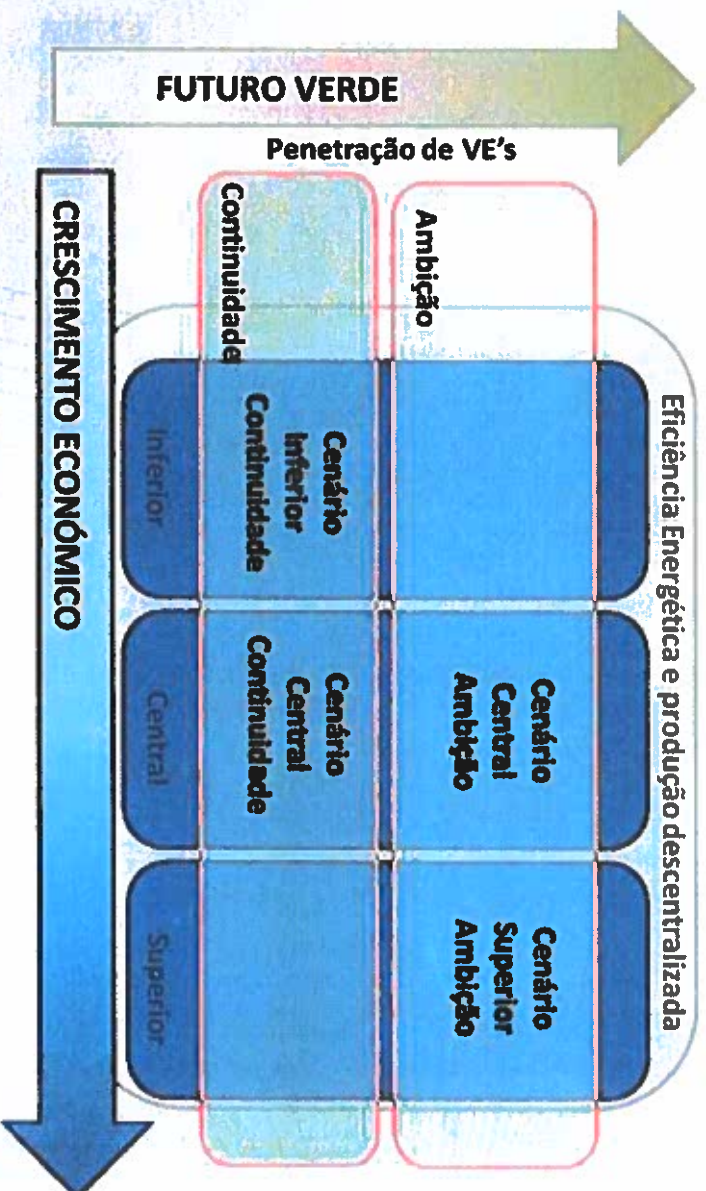 FUTURO VERDE
Penetração de VE's
Eficiência Energética e produção descentralizada
Ambição
Cenário
Central
Ambição
Cenário
Superior
Ambição
Continuidade
Cenário
Inferior
Continuidade
Cenário
Central
Continuidade
Inferior
Central
Superior
CRESCIMENTO ECONÓMICO